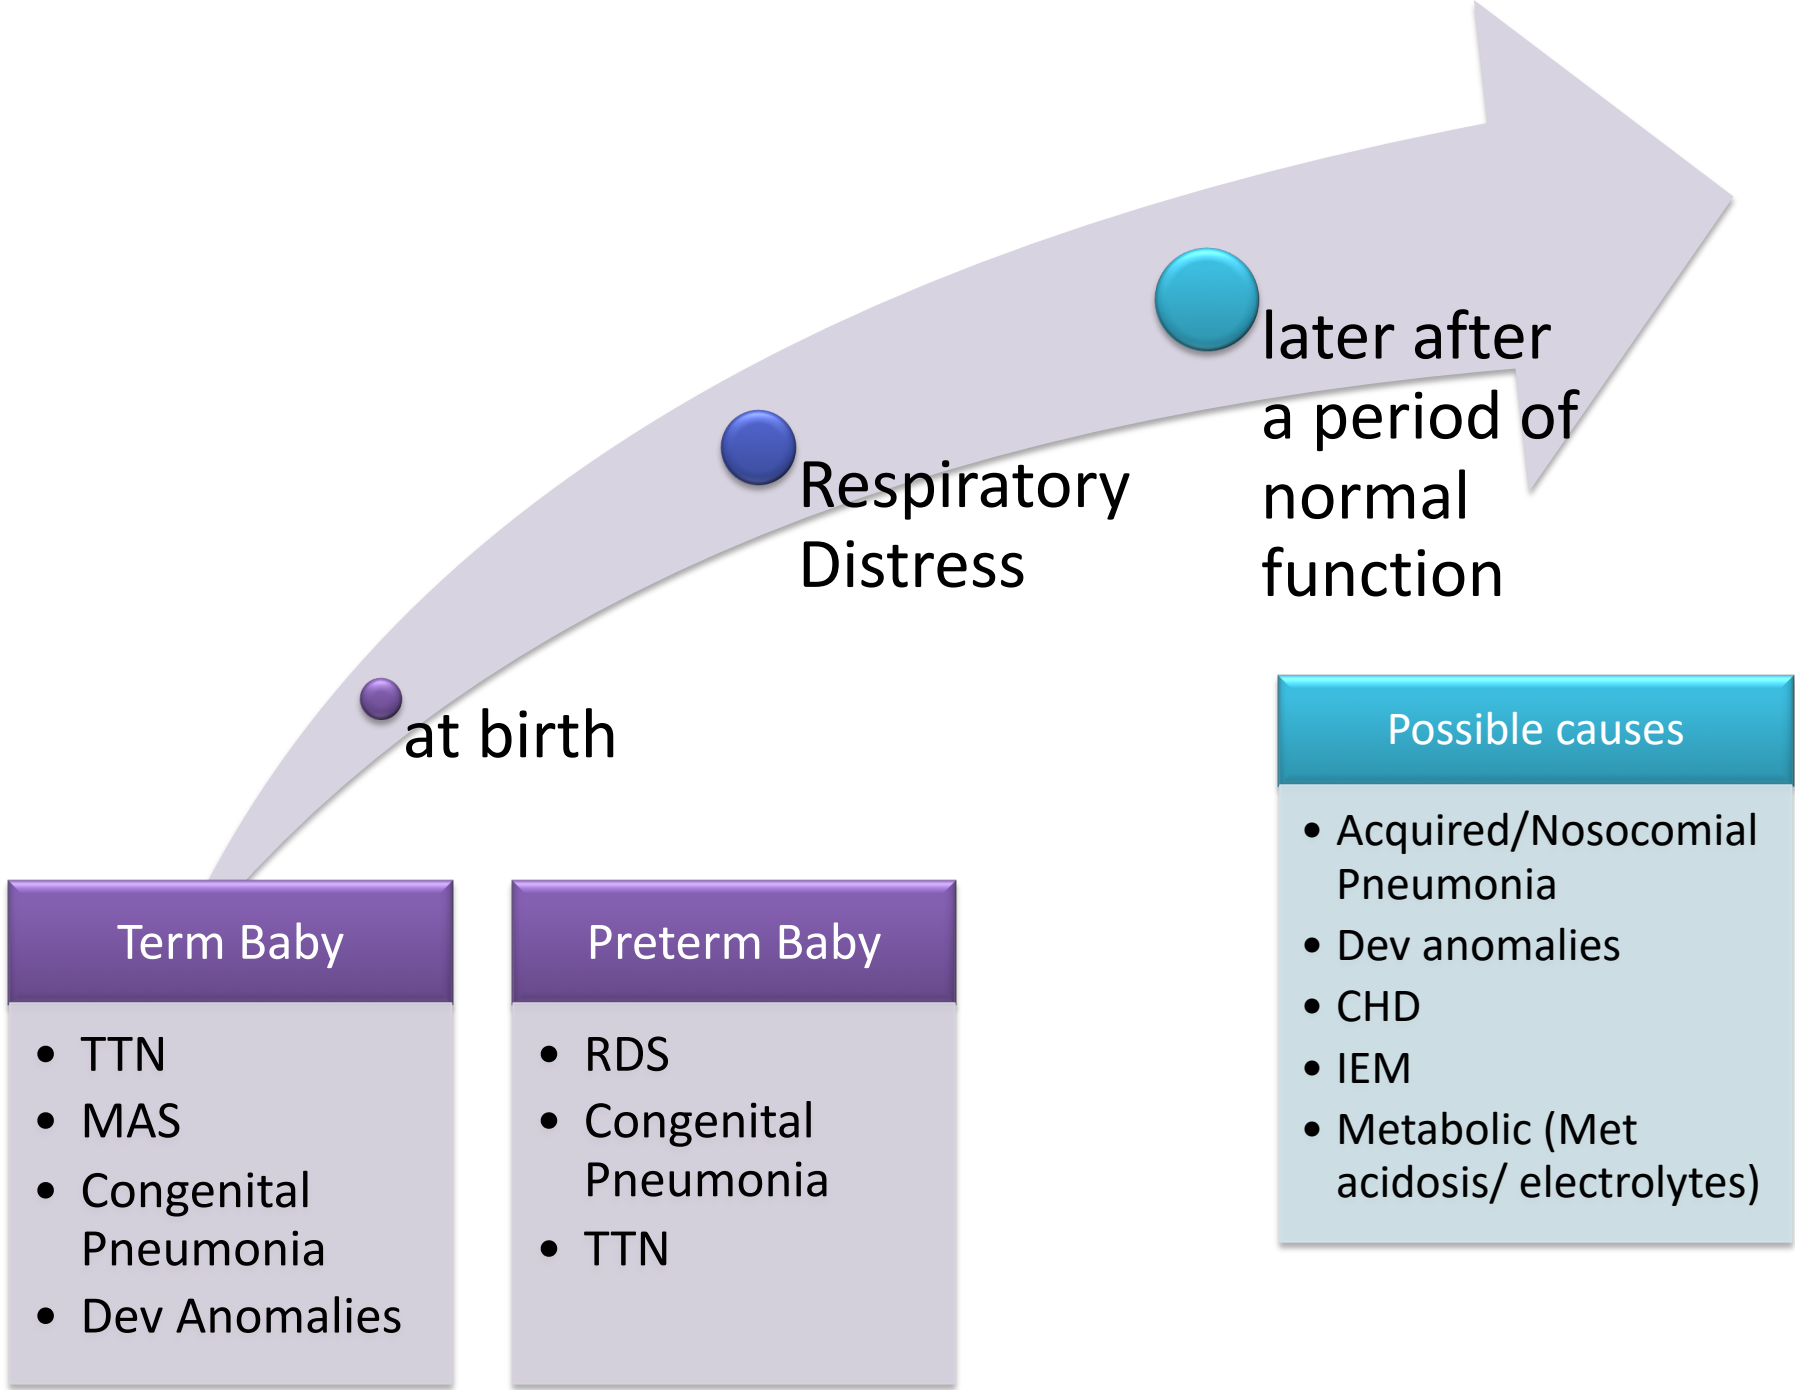 later after
a period of
normal
function
Respiratory
Distress
at birth
Term Baby
• TTN
• MAS
• Congenital
Pneumonia
• Dev Anomalies
Preterm Baby
• RDS
• Congenital
Pneumonia
• TTN
Possible causes
• Acquired/Nosocomial
Pneumonia
• Dev anomalies
• CHD
• IEM
• Metabolic (Met
acidosis/ electrolytes)